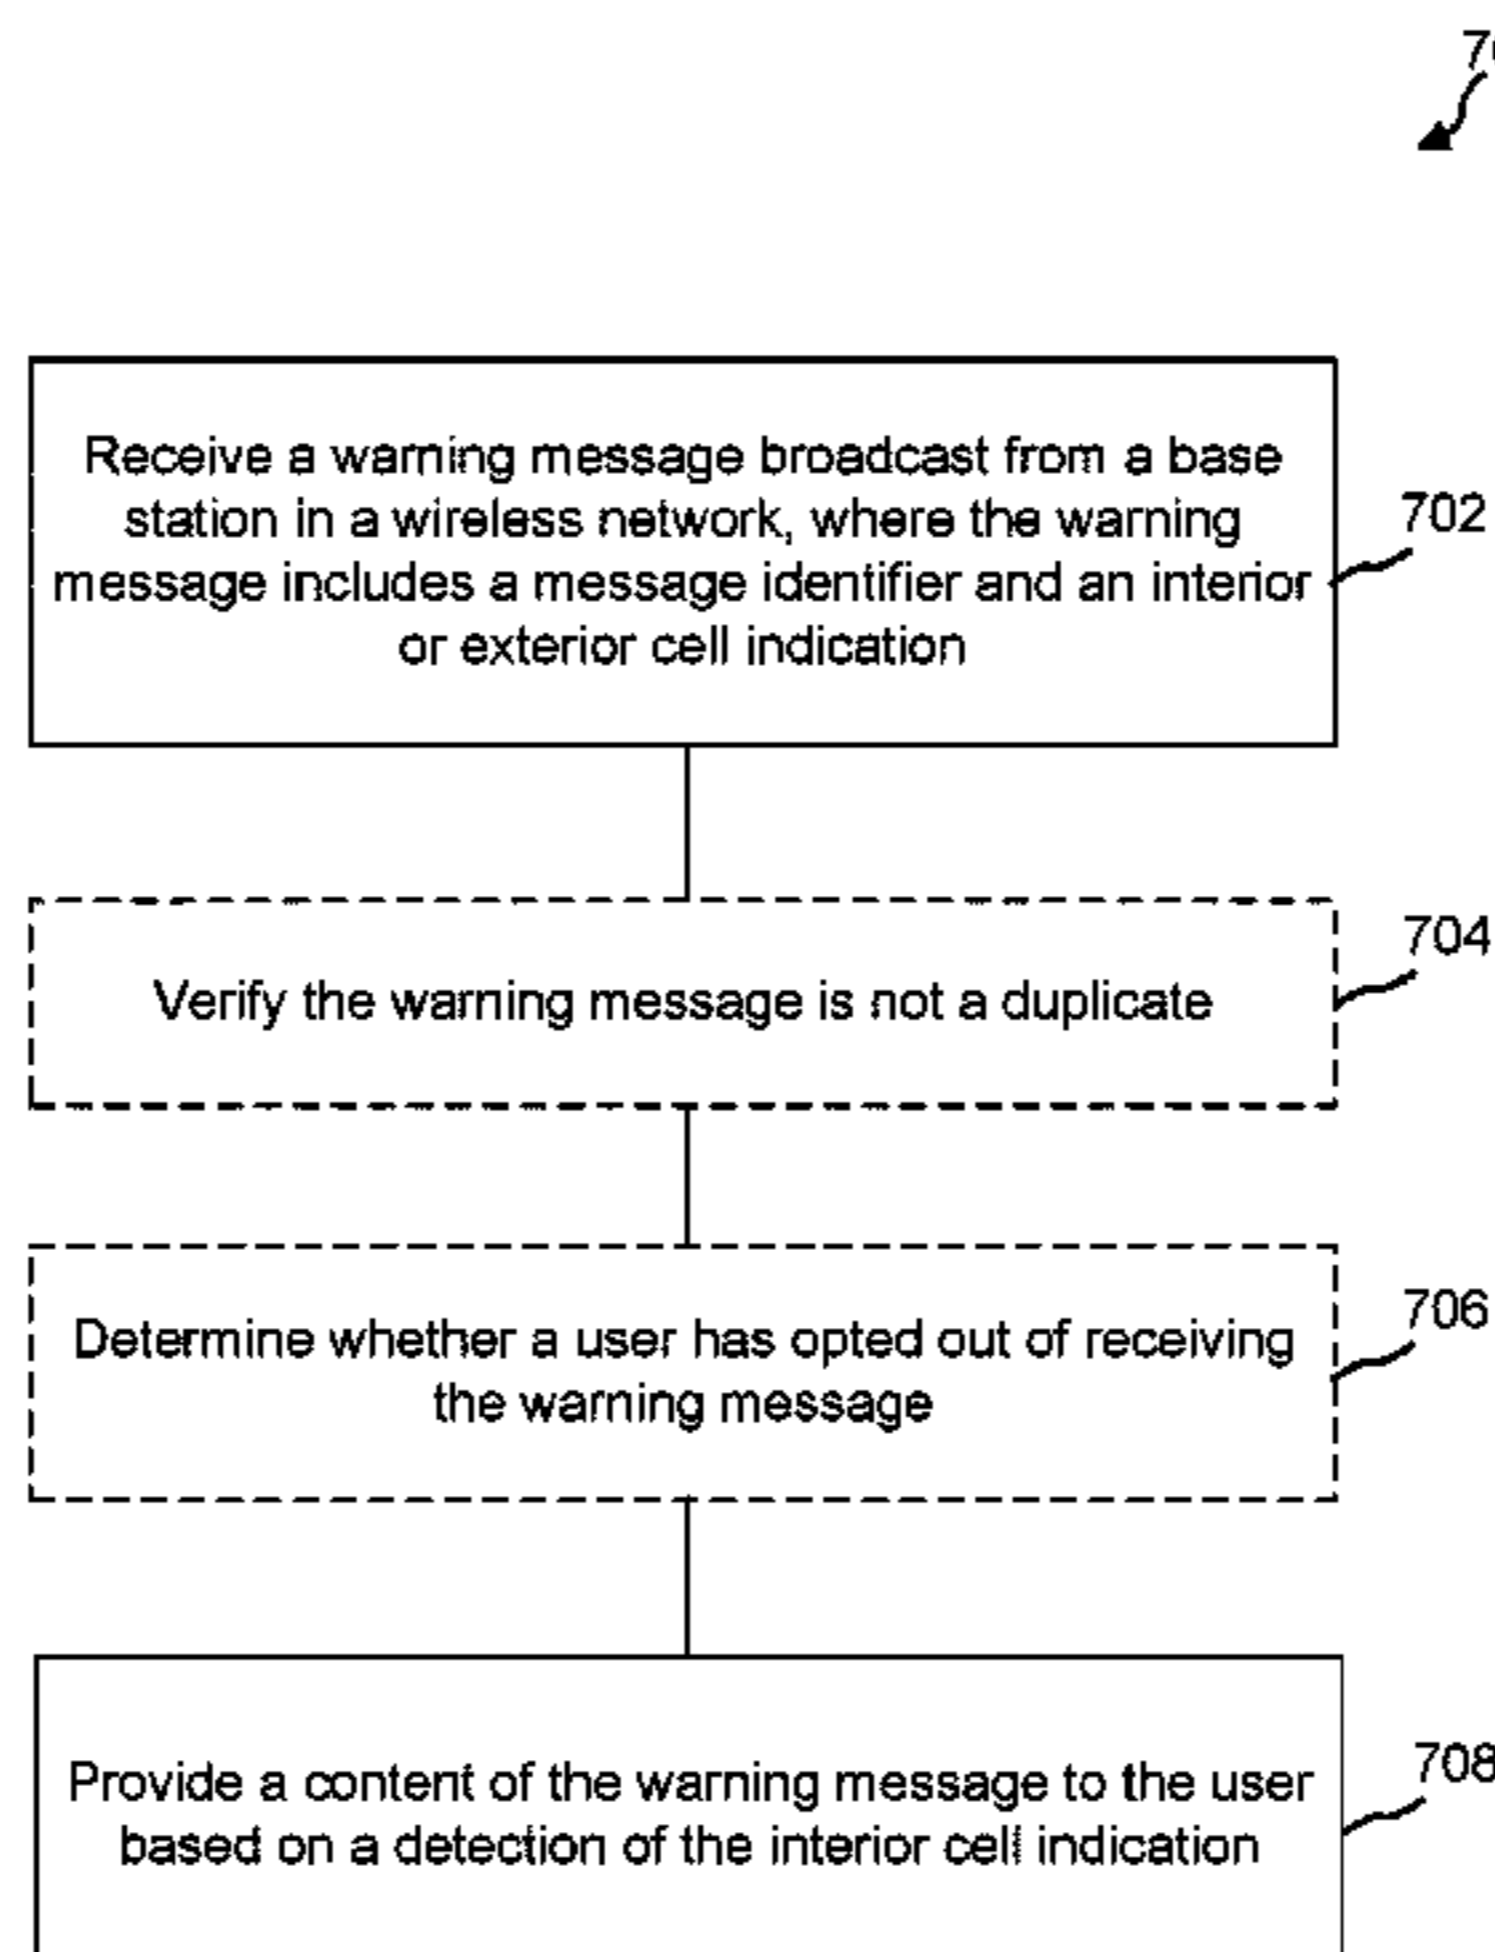 Receive a warning message broadcast from a base
station in a wireless network, where the warning
message includes a message identifier and an interior
or exterior cell indication
702
Verify the warning message is not a duplicate
704
Determine whether a user has opted out of receiving
the warning message
706
Provide a content of the warning message to the user
based on a detection of the interior cell indication
708